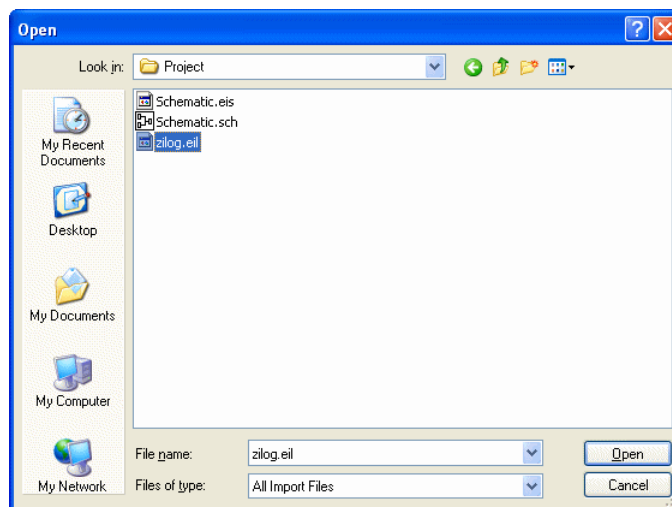 Open
Look in: Project
Schematic.eis
Schematic.sch
zilog.eil
My Recent
Documents
Desktop
My Documents
My Computer
My Network
File name: zilog.eil Open
Files of type: All Import Files Cancel